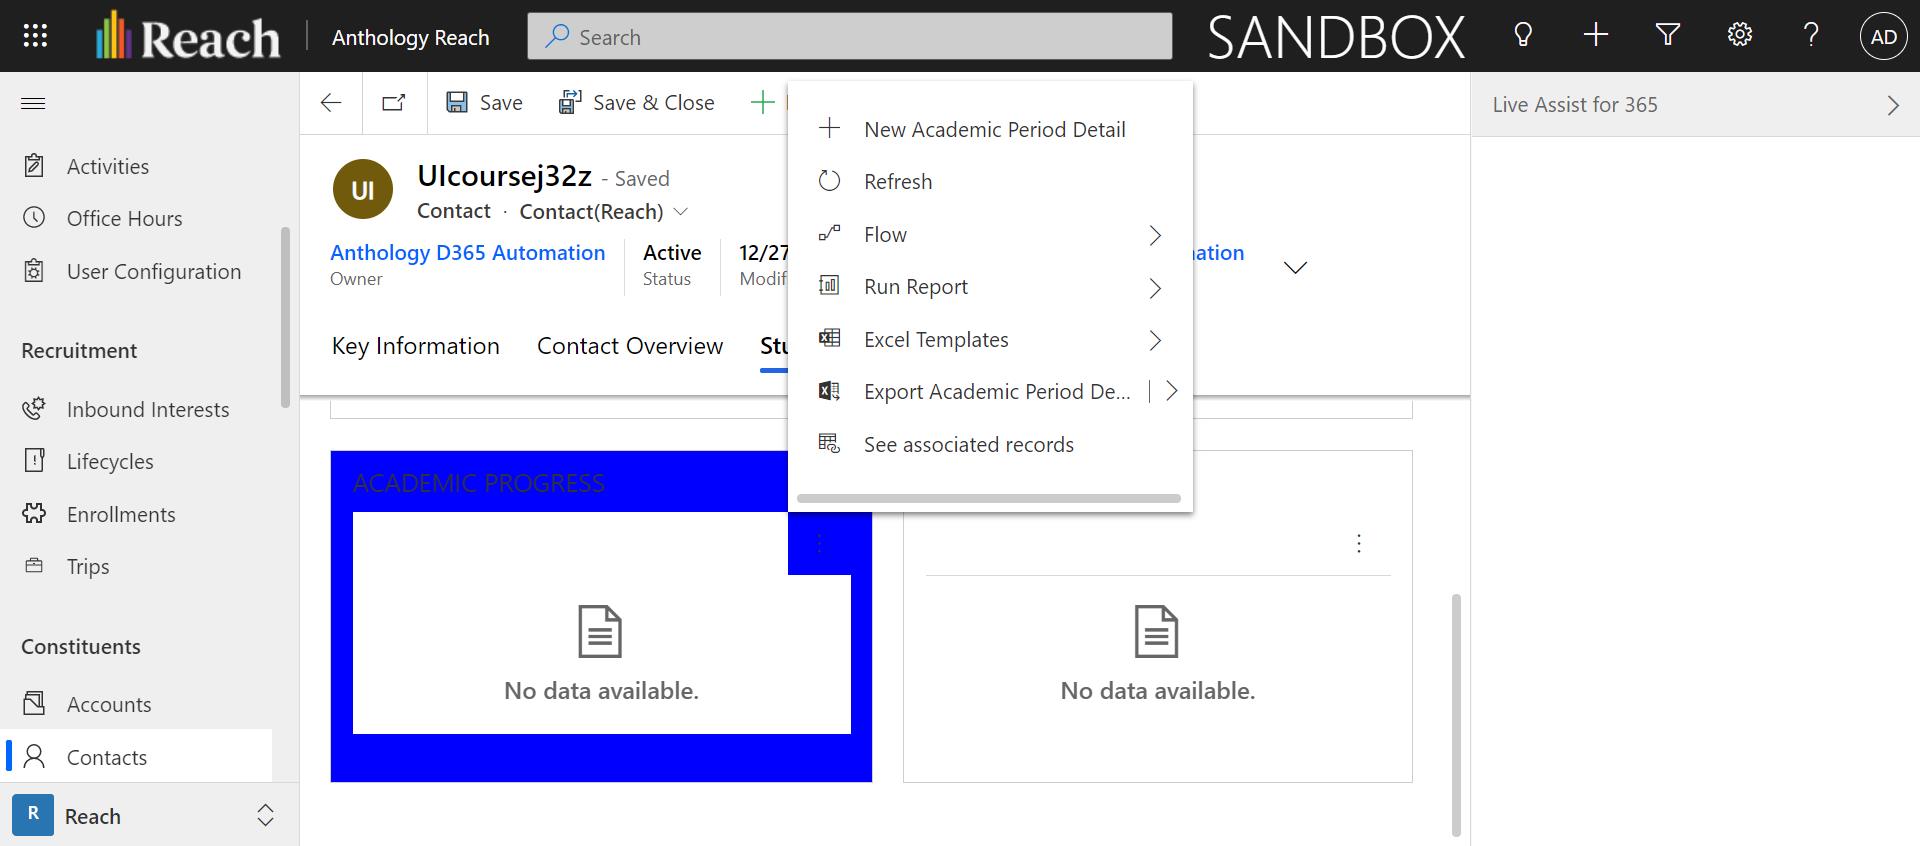 Reach
Anthology Reach
Search
SANDBOX
AD
Save
Save & Close
Live Assist for 365
Activities
Office Hours
User Configuration
Recruitment
Inbound Interests
Lifecycles
Enrollments
Trips
Constituents
Accounts
Contacts
R
Reach
UI
UIcoursej32z - Saved
Contact · Contact(Reach)
Anthology D365 Automation
Owner
Active
Status
12/27
Modif
ation
Key Information
Contact Overview
Stu
New Academic Period Detail
Refresh
Flow
Run Report
Excel Templates
Export Academic Period De...
See associated records
ACADEMIC PROGRESS
No data available.
No data available.